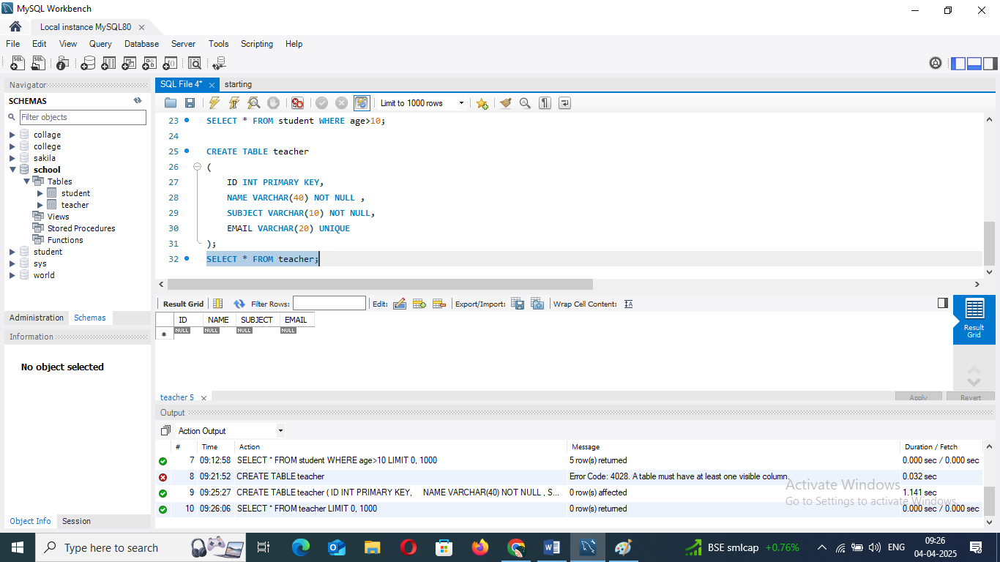 MySQL Workbench
Local instance MySQL80
File Edit View Query Database Server Tools Scripting Help
Navigator
SCHEMAS
Filter objects
collage
college
sakila
school
Tables
student
teacher
Views
Stored Procedures
Functions
student
sys
world
Administration Schemas
Information
No object selected
Object Info Session
SQL File 4* starting
Limit to 1000 rows
23 SELECT * FROM student WHERE age>10;
24
25 CREATE TABLE teacher
26 (
27 ID INT PRIMARY KEY,
28 NAME VARCHAR(40) NOT NULL ,
29 SUBJECT VARCHAR(10) NOT NULL,
30 EMAIL VARCHAR(20) UNIQUE
31 );
32 SELECT * FROM teacher;
Result Grid Filter Rows: Edit: Export/Import: Wrap Cell Content:
ID NAME SUBJECT EMAIL
NULL NULL NULL NULL
Result
Grid
teacher 5 Apply Revert
Output
Action Output
# Time Action Message Duration / Fetch
7 09:12:58 SELECT * FROM student WHERE age>10 LIMIT 0, 1000 5 row(s) returned 0.000 sec / 0.000 sec
8 09:21:52 CREATE TABLE teacher Error Code: 4028. A table must have at least one visible column. 0.032 sec
9 09:25:27 CREATE TABLE teacher ( ID INT PRIMARY KEY, NAME VARCHAR(40) NOT NULL , S... 0 row(s) affected 1.141 sec
10 09:26:06 SELECT * FROM teacher LIMIT 0, 1000 0 row(s) returned 0.000 sec / 0.000 sec
Activate Windows
Go to Settings to activate Windows.
Type here to search
BSE smlcap +0.76%
ENG
09:26
04-04-2025